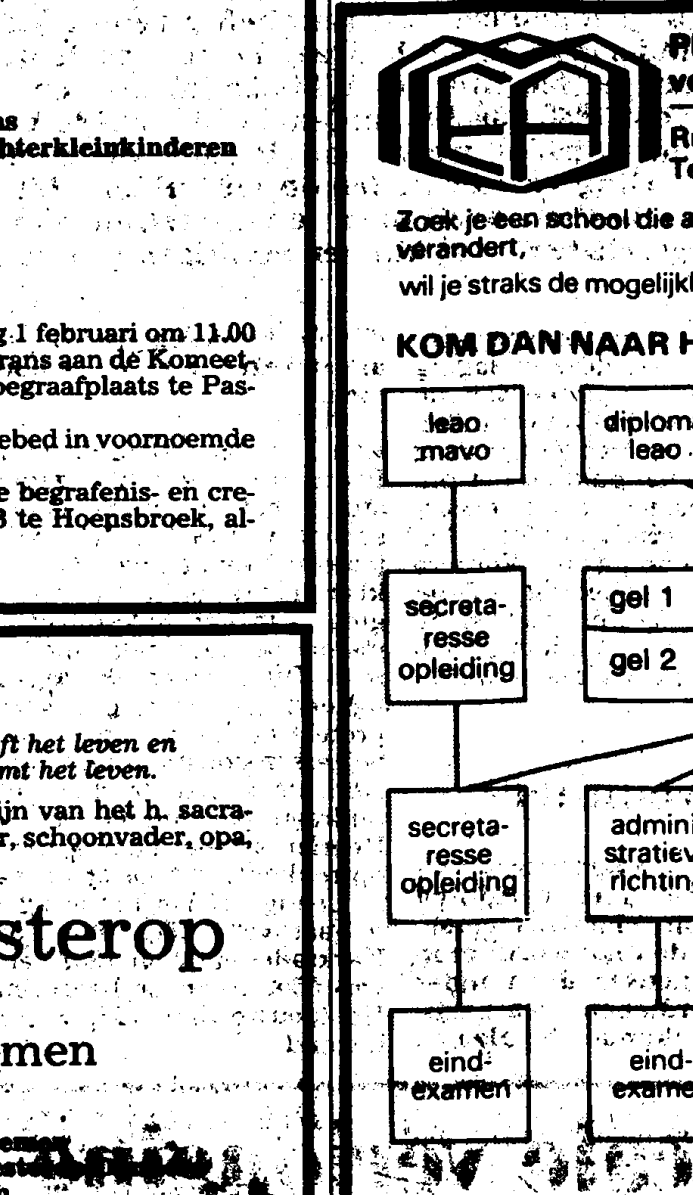 hterkleinkinderen
1 februari om 11.00
rans aan de Komeet-
begraafplaats te Pas-
ebed in voornoemde
e begrafenis- en cre-
te Hoensbroek, al-
ft het leven en
mt het leven.
ijn van het h. sacra-
r, schoonvader, opa,
sterop
men
Zoek je een school die a
verandert,
wil je straks de mogelijk
KOM DAN NAAR H
leao
mavo
diplom
leao
secreta-
resse
opleiding
gel 1
gel 2
secreta-
resse
opleiding
admini
stratiev
richtin
eind-
examen
eind-
exame